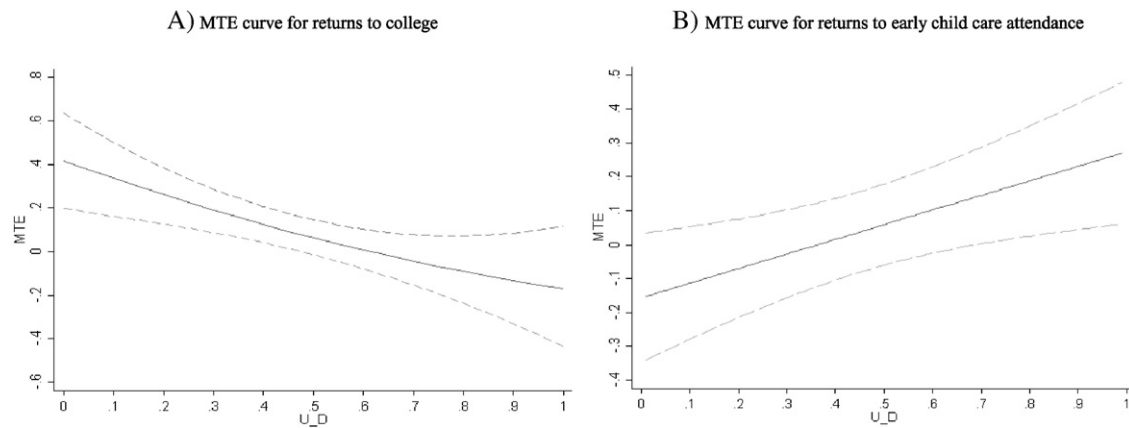 A) MTE curve for returns to college
.8
.6
.4
.2
0
-.2
-.4
-.6
MTE
0 .1 .2 .3 .4 .5 .6 .7 .8 .9 1
U_D
B) MTE curve for returns to early child care attendance
.5
.4
.3
.2
.1
0
-.1
-.2
-.3
-.4
MTE
0 .1 .2 .3 .4 .5 .6 .7 .8 .9 1
U_D